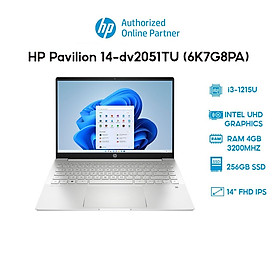 hp
Authorized
Online Partner
HP Pavilion 14-dv2051TU (6K7G8PA)
i3-1215U
INTEL UHD
GRAPHICS
RAM 4GB
3200MHZ
256GB SSD
14" FHD IPS